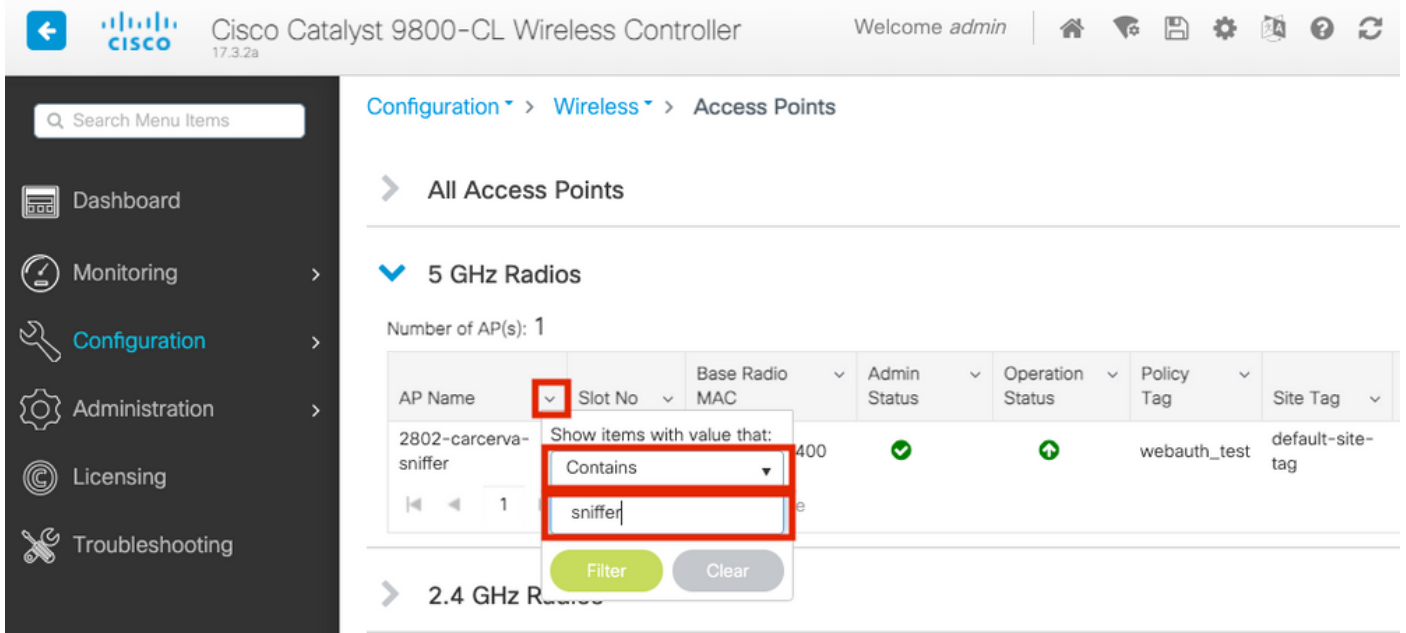 CISCO
Cisco Catalyst 9800-CL Wireless Controller
17.3.2a
Welcome admin
Search Menu Items
Dashboard
Monitoring
Configuration
Administration
Licensing
Troubleshooting
Configuration > Wireless > Access Points
All Access Points
5 GHz Radios
Number of AP(s): 1
AP Name
Slot No
Base Radio MAC
Admin Status
Operation Status
Policy Tag
Site Tag
2802-carcerva-
sniffer
400
webauth_test
default-site-
tag
1
Show items with value that:
Contains
sniffer
Filter
Clear
2.4 GHz